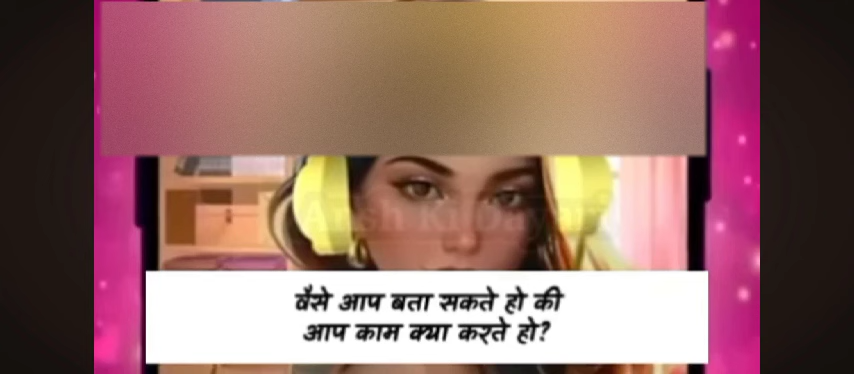 वैसे आप बता सकते हो की
आप काम क्या करते हो?